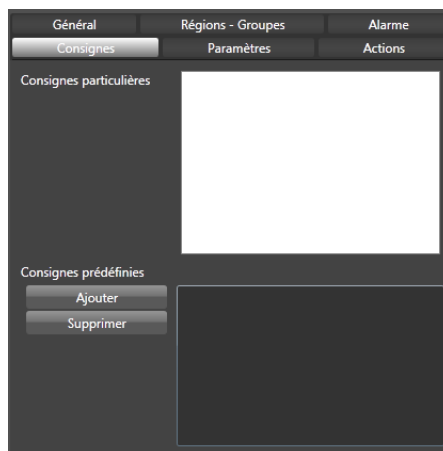 Général Régions - Groupes Alarme
Consignes Paramètres Actions
Consignes particulières
Consignes prédéfinies
Ajouter
Supprimer